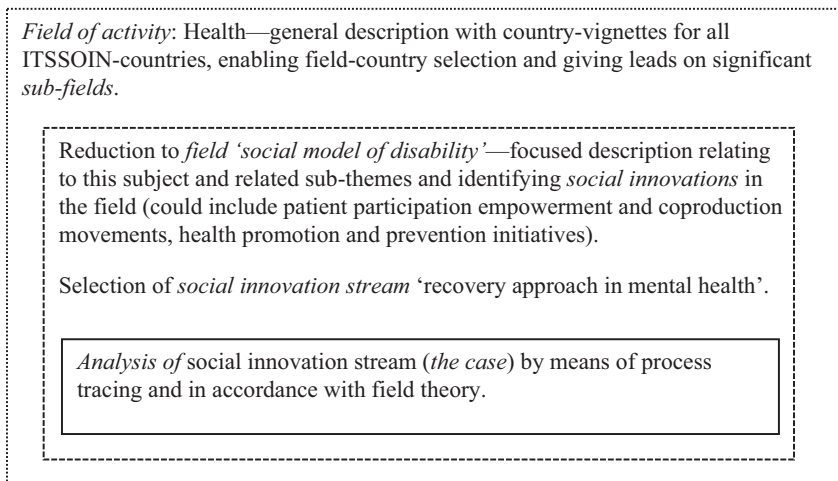 Field of activity: Health—general description with country-vignettes for all
ITSSOIN-countries, enabling field-country selection and giving leads on significant
sub-fields.
Reduction to field ‘social model of disability’—focused description relating
to this subject and related sub-themes and identifying social innovations in
the field (could include patient participation empowerment and coproduction
movements, health promotion and prevention initiatives).
Selection of social innovation stream ‘recovery approach in mental health’.
Analysis of social innovation stream (the case) by means of process
tracing and in accordance with field theory.